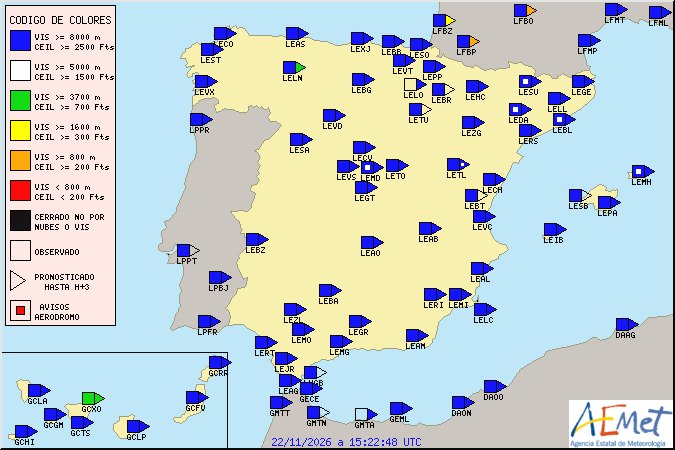 CODIGO DE COLORES
VIS >= 8000 m
CEIL >= 2500 Fts
VIS >= 5000 m
CEIL >= 1500 Fts
VIS >= 3700 m
CEIL >= 700 Fts
VIS >= 1600 m
CEIL >= 300 Fts
VIS >= 800 m
CEIL >= 200 Fts
VIS < 800 m
CEIL < 200 Fts
CERRADO NO POR
NUBES O VIS
OBSERVADO
PRONOSTICADO
HASTA H+3
AVISOS
AERODROMO
LFBO
LFMT
LFML
LFBZ
LECO
LEAS
LEXJ
LEBB
LESO
LFBP
LFMP
LEST
LEVT
LEPP
LELN
LEVX
LEBG
LELO
LEBR
LEHC
LESU
LEGE
LELL
LPPR
LEVD
LETU
LEZG
LEDA
LEBL
LERS
LESA
LECV
LEVS
LEMD
LETO
LETL
LEMH
LEGT
LECH
LEBT
LESB
LEPA
LEVC
LEIB
LEAB
LEBZ
LEAO
LPPT
LEAL
LPBJ
LEBA
LERI
LEMI
LELC
LEZL
LPFR
LEMO
LEGR
LEAM
DAAG
LERT
LEMG
LEJR
GCRR
LEAG
LXGB
GECE
DAOO
GCLA
GCXO
GCFV
GMTT
GEML
DAON
GCGM
GCTS
GCLP
GMTN
GMTA
GCHI
22/11/2026 a 15:22:48 UTC
AEMet
Agencia Estatal de Meteorología